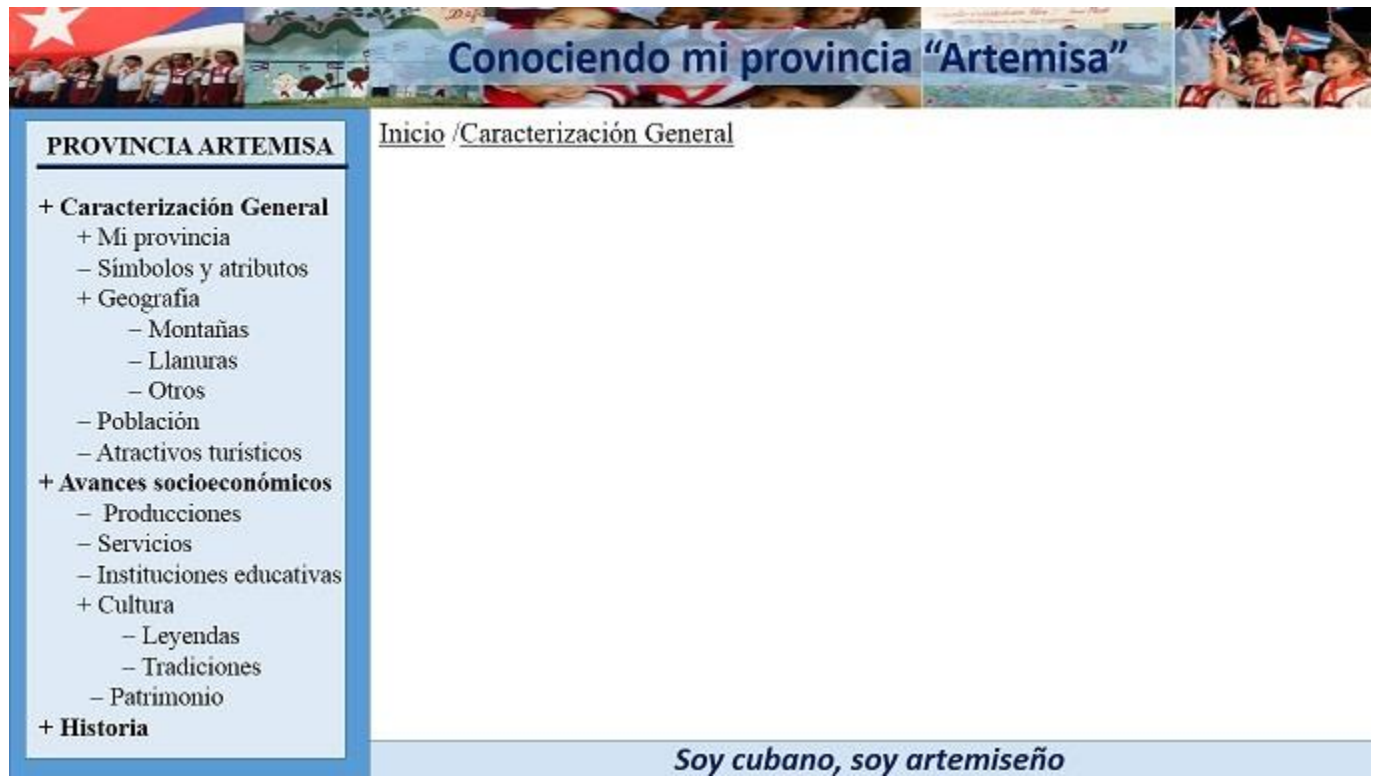 Conociendo mi provincia “Artemisa”
PROVINCIA ARTEMISA
Inicio /Caracterización General
+ Caracterización General
+ Mi provincia
– Símbolos y atributos
+ Geografía
– Montañas
– Llanuras
– Otros
– Población
– Atractivos turísticos
+ Avances socioeconómicos
– Producciones
– Servicios
– Instituciones educativas
+ Cultura
– Leyendas
– Tradiciones
– Patrimonio
+ Historia
Soy cubano, soy artemiseño